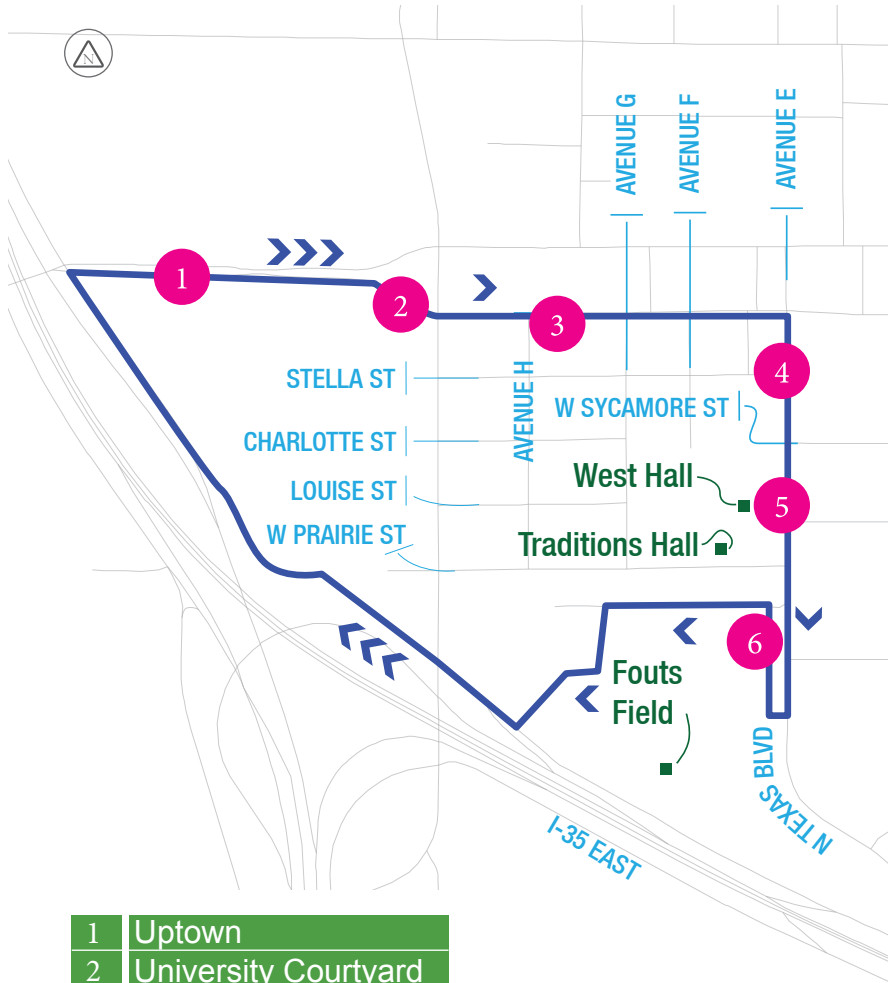 N
AVENUE G
AVENUE F
AVENUE E
1
2
3
4
STELLA ST
AVENUE H
W SYCAMORE ST
CHARLOTTE ST
West Hall
LOUISE ST
5
W PRAIRIE ST
Traditions Hall
6
Fouts
Field
N TEXAS BLVD
I-35 EAST
1 Uptown
2 University Courtyard